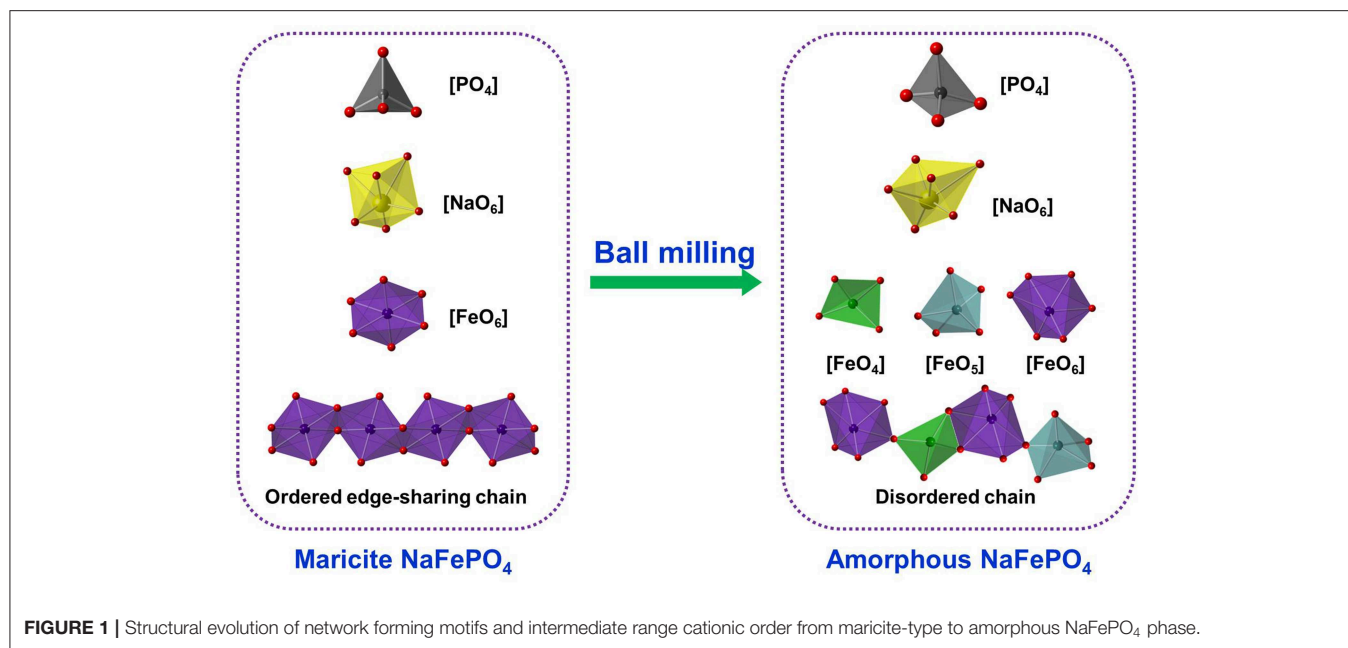 [PO₄]
[NaO₆]
[FeO₆]
Ordered edge-sharing chain
Maricite NaFePO₄
Ball milling
[PO₄]
[NaO₆]
[FeO₄] [FeO₅] [FeO₆]
Disordered chain
Amorphous NaFePO₄
FIGURE 1 | Structural evolution of network forming motifs and intermediate range cationic order from maricite-type to amorphous NaFePO₄ phase.